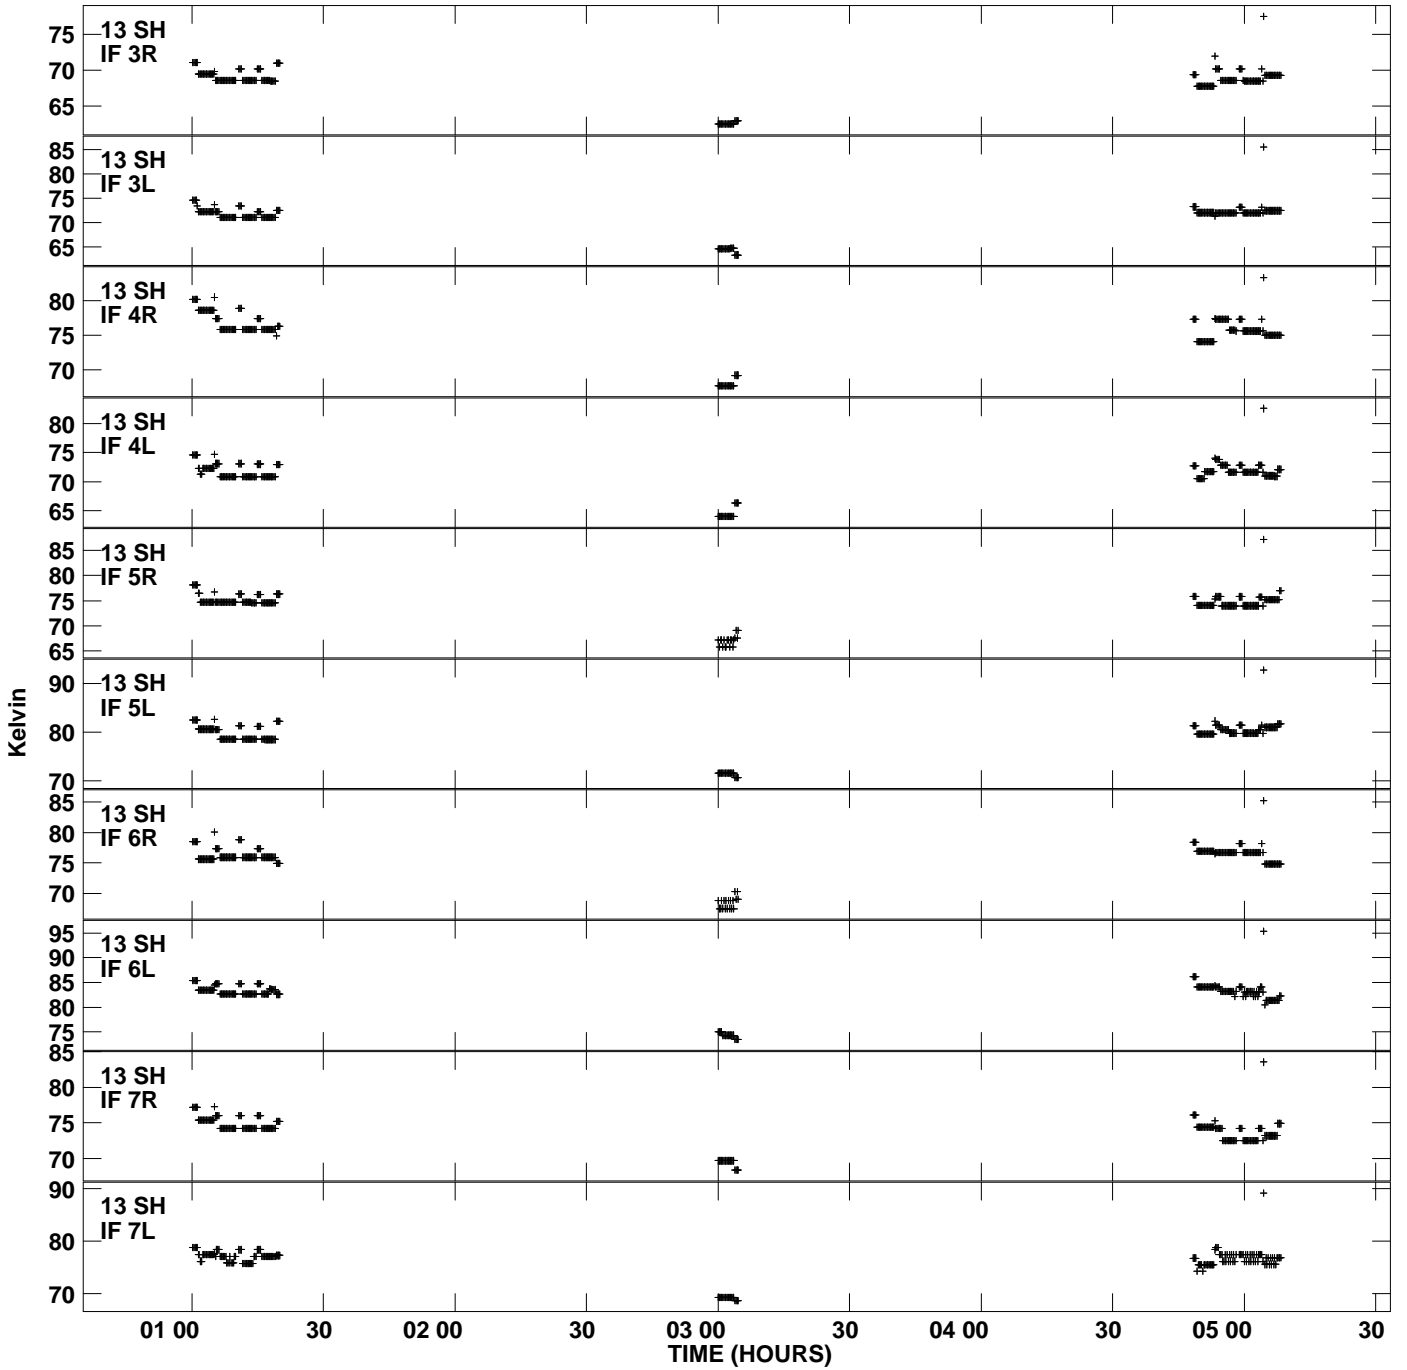 13 SH
IF 3R
75
70
65
13 SH
IF 3L
85
80
75
70
65
13 SH
IF 4R
80
75
70
13 SH
IF 4L
80
75
70
65
13 SH
IF 5R
85
80
75
70
65
13 SH
IF 5L
90
80
70
13 SH
IF 6R
85
80
75
70
13 SH
IF 6L
95
90
85
80
75
13 SH
IF 7R
85
80
75
70
13 SH
IF 7L
90
80
70
Kelvin
01 00 30 02 00 30 03 00 30 04 00 30 05 00 30
TIME (HOURS)